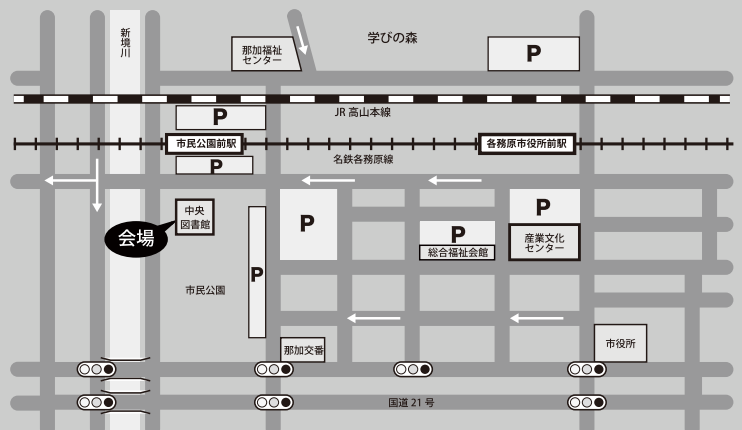 新境川
学びの森
那加福祉
センター
P
JR 高山本線
P
市民公園前駅
各務原市役所前駅
名鉄各務原線
P
中央
図書館
P
P
会場
P
産業文化
センター
総合福祉会館
P
市民公園
那加交番
市役所
国道 21 号